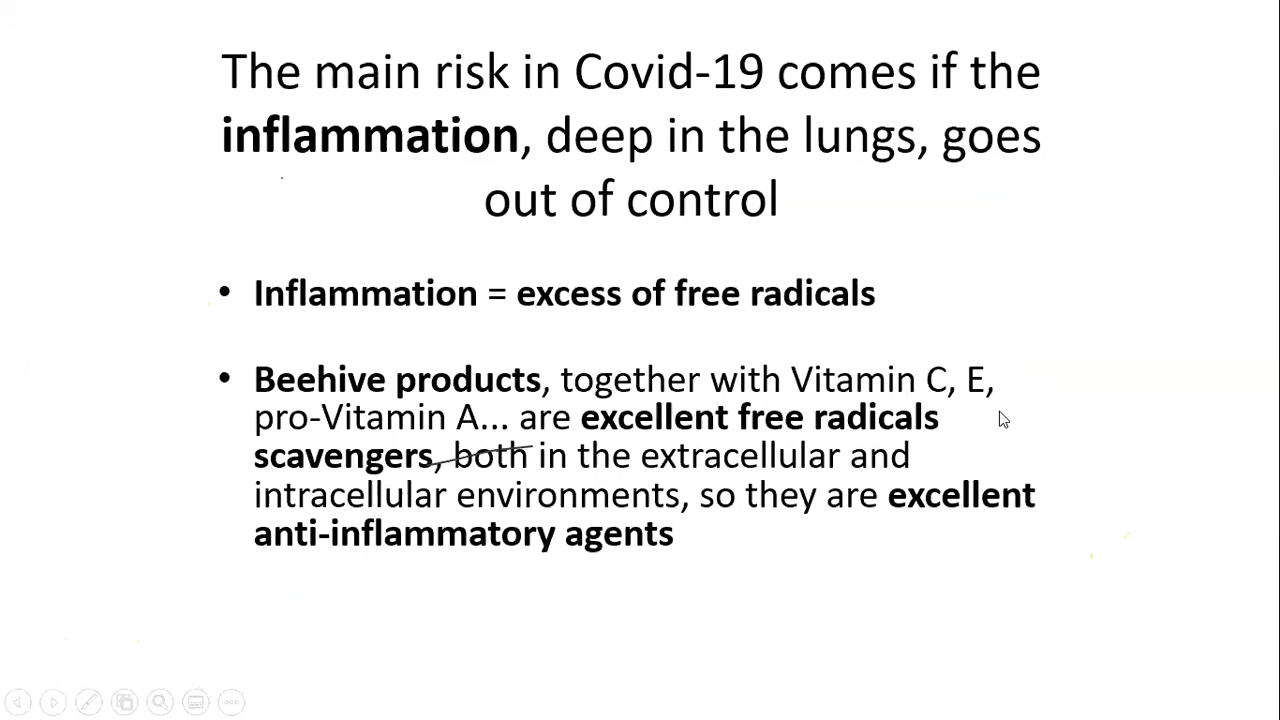 The main risk in Covid-19 comes if the
inflammation, deep in the lungs, goes
out of control
• Inflammation = excess of free radicals
• Beehive products, together with Vitamin C, E,
pro-Vitamin A... are excellent free radicals
scavengers, both in the extracellular and
intracellular environments, so they are excellent
anti-inflammatory agents